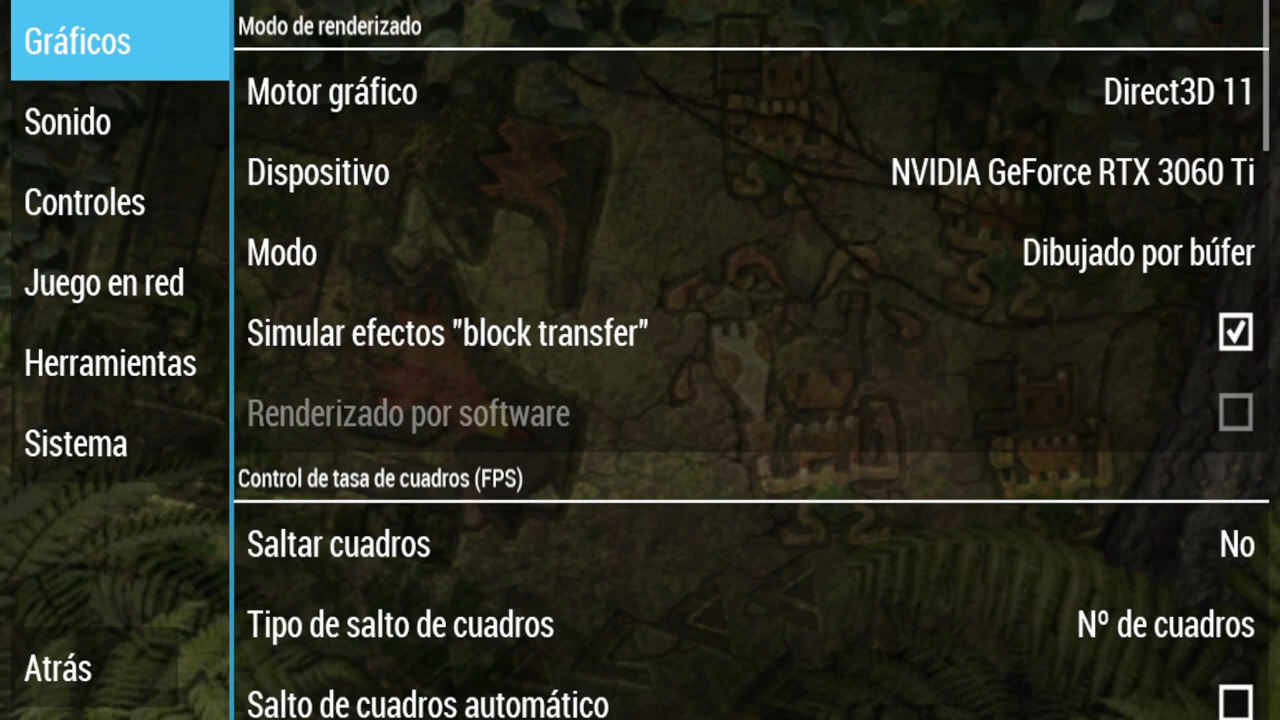 Gráficos
Sonido
Controles
Juego en red
Herramientas
Sistema
Atrás
Modo de renderizado
Motor gráfico Direct3D 11
Dispositivo NVIDIA GeForce RTX 3060 Ti
Modo Dibujado por búfer
Simular efectos "block transfer"
Renderizado por software
Control de tasa de cuadros (FPS)
Saltar cuadros No
Tipo de salto de cuadros Nº de cuadros
Salto de cuadros automático